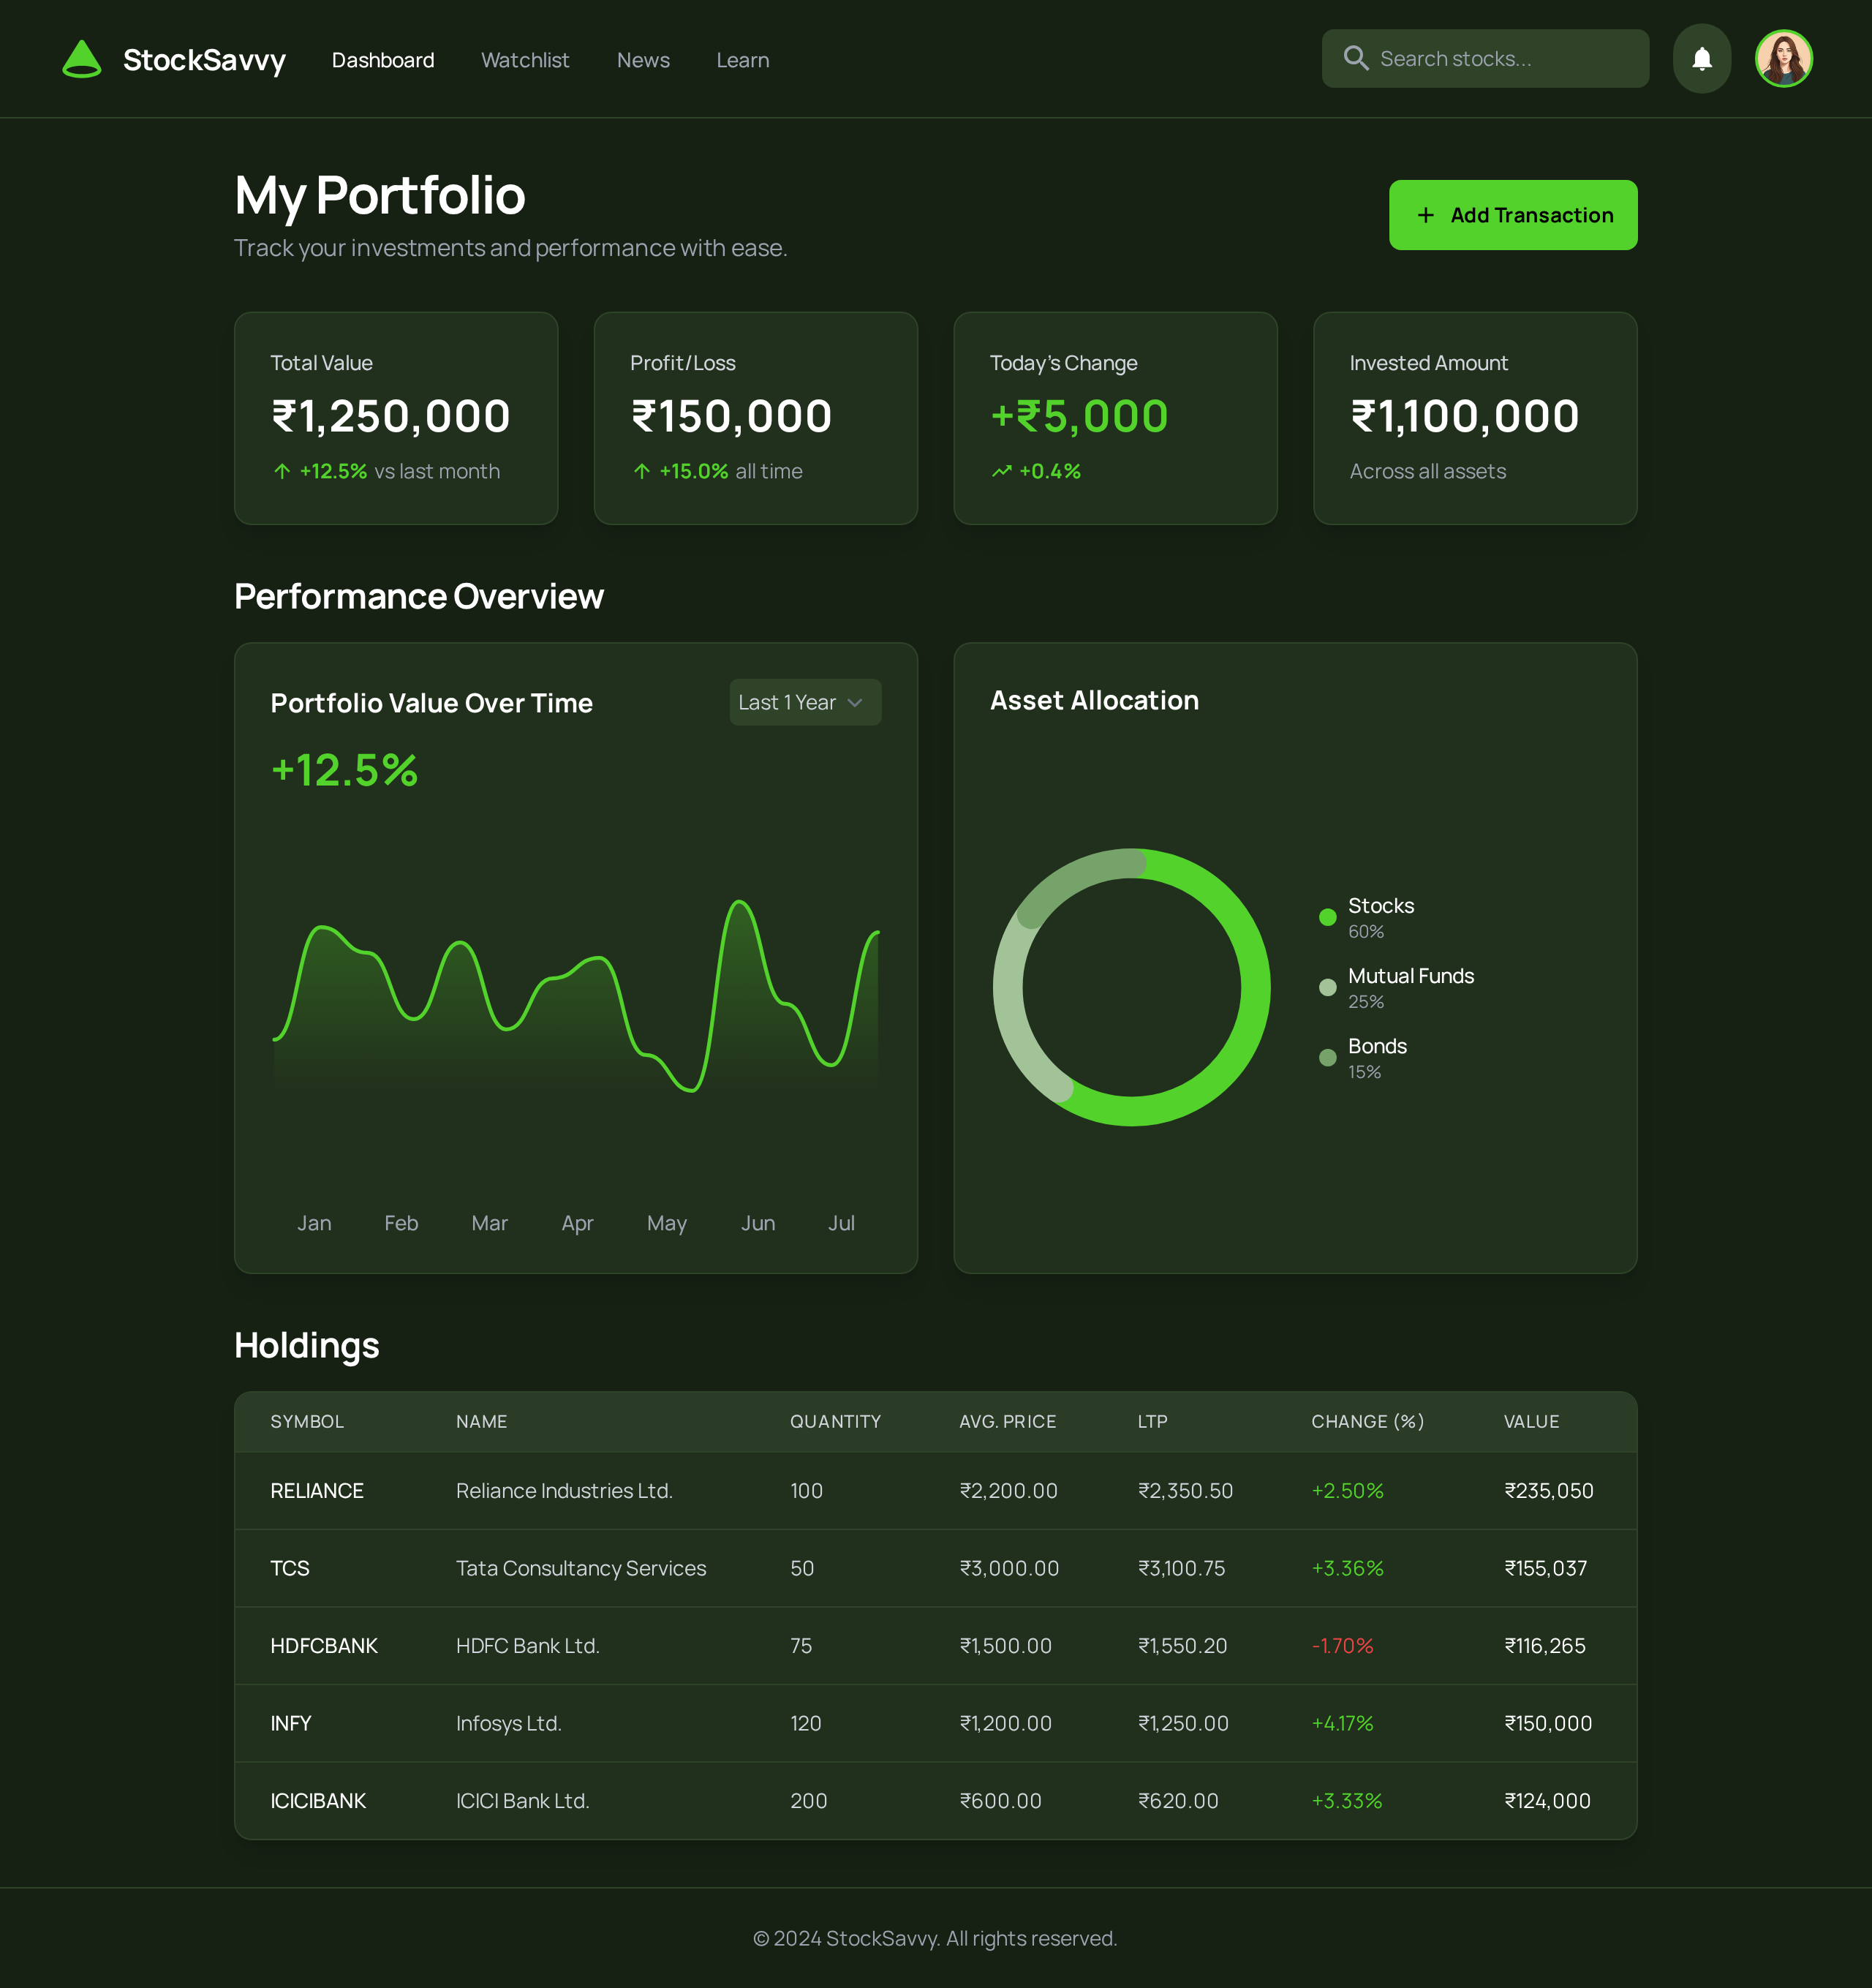 StockSavvy Dashboard Watchlist News Learn Search stocks...
My Portfolio
Track your investments and performance with ease.
+ Add Transaction
Total Value
₹1,250,000
+12.5% vs last month
Profit/Loss
₹150,000
+15.0% all time
Today's Change
+₹5,000
+0.4%
Invested Amount
₹1,100,000
Across all assets
Performance Overview
Portfolio Value Over Time
Last 1 Year
+12.5%
Jan Feb Mar Apr May Jun Jul
Asset Allocation
Stocks
60%
Mutual Funds
25%
Bonds
15%
Holdings
SYMBOL NAME QUANTITY AVG. PRICE LTP CHANGE (%) VALUE
RELIANCE Reliance Industries Ltd. 100 ₹2,200.00 ₹2,350.50 +2.50% ₹235,050
TCS Tata Consultancy Services 50 ₹3,000.00 ₹3,100.75 +3.36% ₹155,037
HDFCBANK HDFC Bank Ltd. 75 ₹1,500.00 ₹1,550.20 -1.70% ₹116,265
INFY Infosys Ltd. 120 ₹1,200.00 ₹1,250.00 +4.17% ₹150,000
ICICIBANK ICICI Bank Ltd. 200 ₹600.00 ₹620.00 +3.33% ₹124,000
© 2024 StockSavvy. All rights reserved.